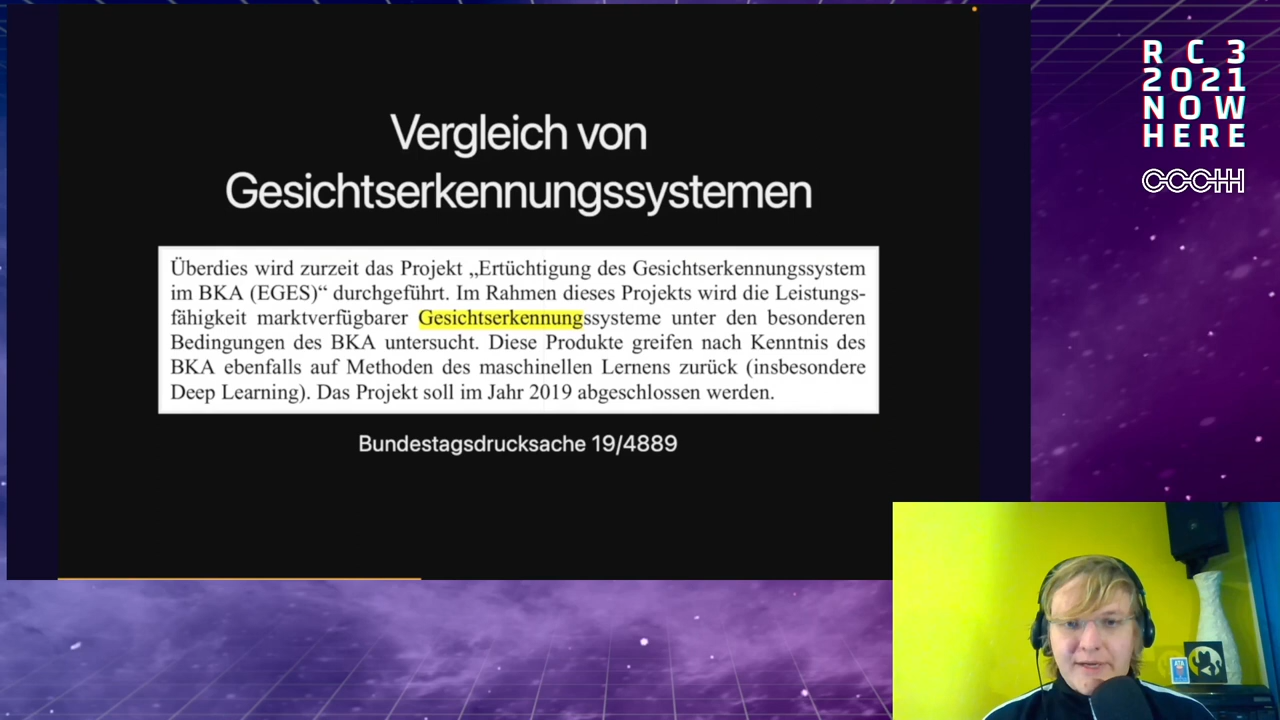 Vergleich von
Gesichtserkennungssystemen
Überdies wird zurzeit das Projekt „Ertüchtigung des Gesichtserkennungssystem
im BKA (EGES)“ durchgeführt. Im Rahmen dieses Projekts wird die Leistungs-
fähigkeit marktverfügbarer Gesichtserkennungssysteme unter den besonderen
Bedingungen des BKA untersucht. Diese Produkte greifen nach Kenntnis des
BKA ebenfalls auf Methoden des maschinellen Lernens zurück (insbesondere
Deep Learning). Das Projekt soll im Jahr 2019 abgeschlossen werden.
Bundestagsdrucksache 19/4889
RC3
2021
NOW
HERE
CCCHH
ATA